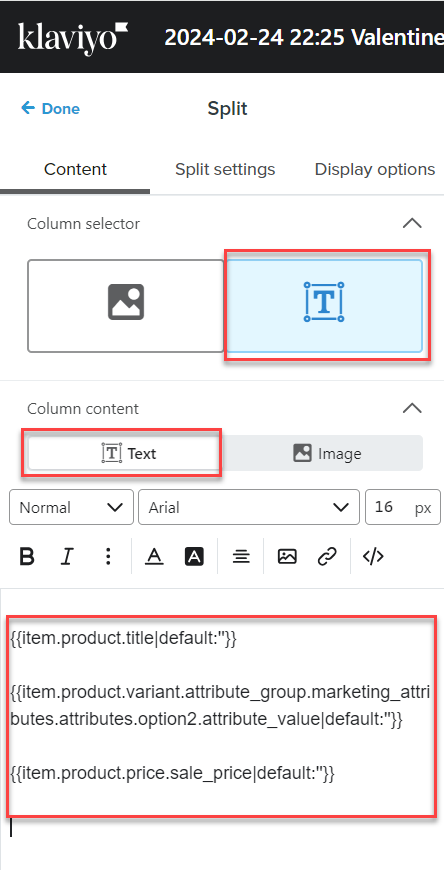 klaviyo
2024-02-24 22:25 Valentine
Done
Split
Content
Split settings
Display options
Column selector
T
Column content
T Text
Image
Normal
Arial
16 px
B I A A </>
{{item.product.title|default:''}}
{{item.product.variant.attribute_group.marketing_attri
butes.attributes.option2.attribute_value|default:''}}
{{item.product.price.sale_price|default:''}}